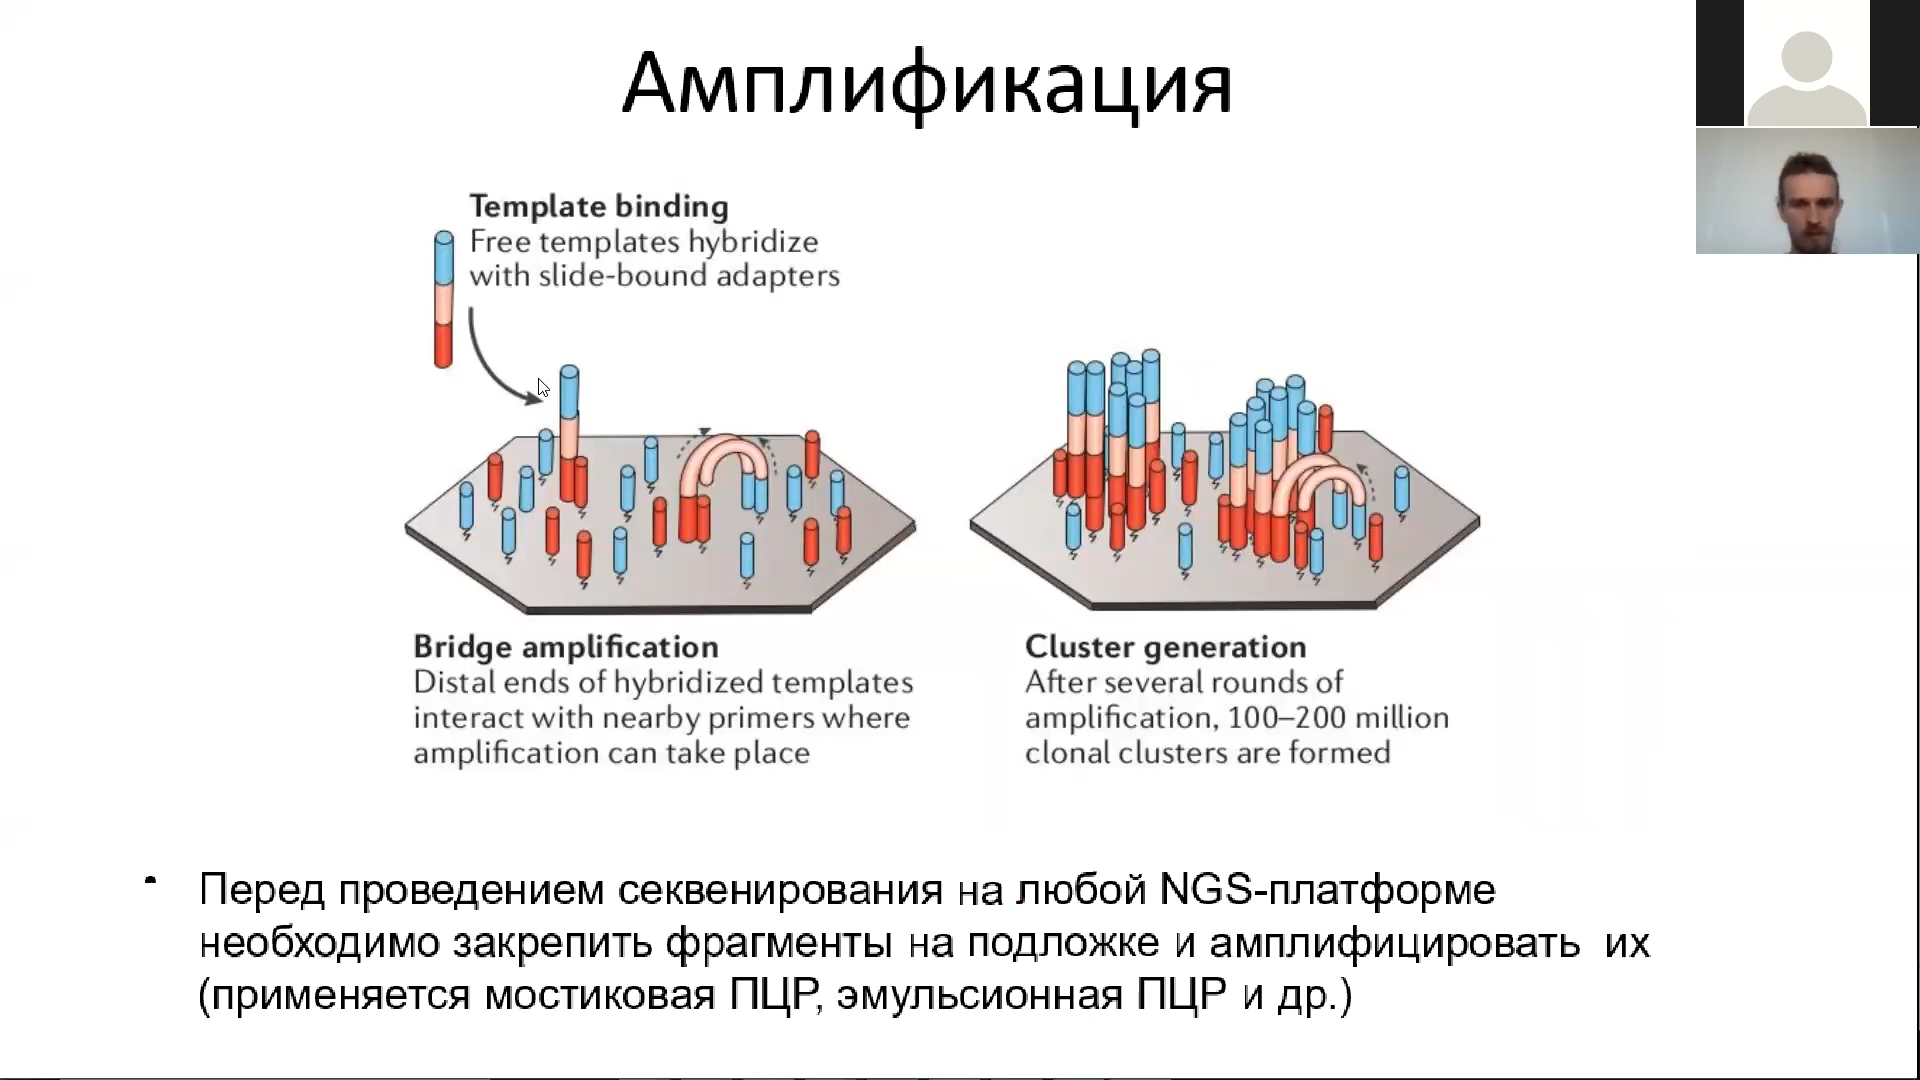 Амплификация
Template binding
Free templates hybridize
with slide-bound adapters
Bridge amplification
Distal ends of hybridized templates
interact with nearby primers where
amplification can take place
Cluster generation
After several rounds of
amplification, 100–200 million
clonal clusters are formed
• Перед проведением секвенирования на любой NGS-платформе
необходимо закрепить фрагменты на подложке и амплифицировать их
(применяется мостиковая ПЦР, эмульсионная ПЦР и др.)